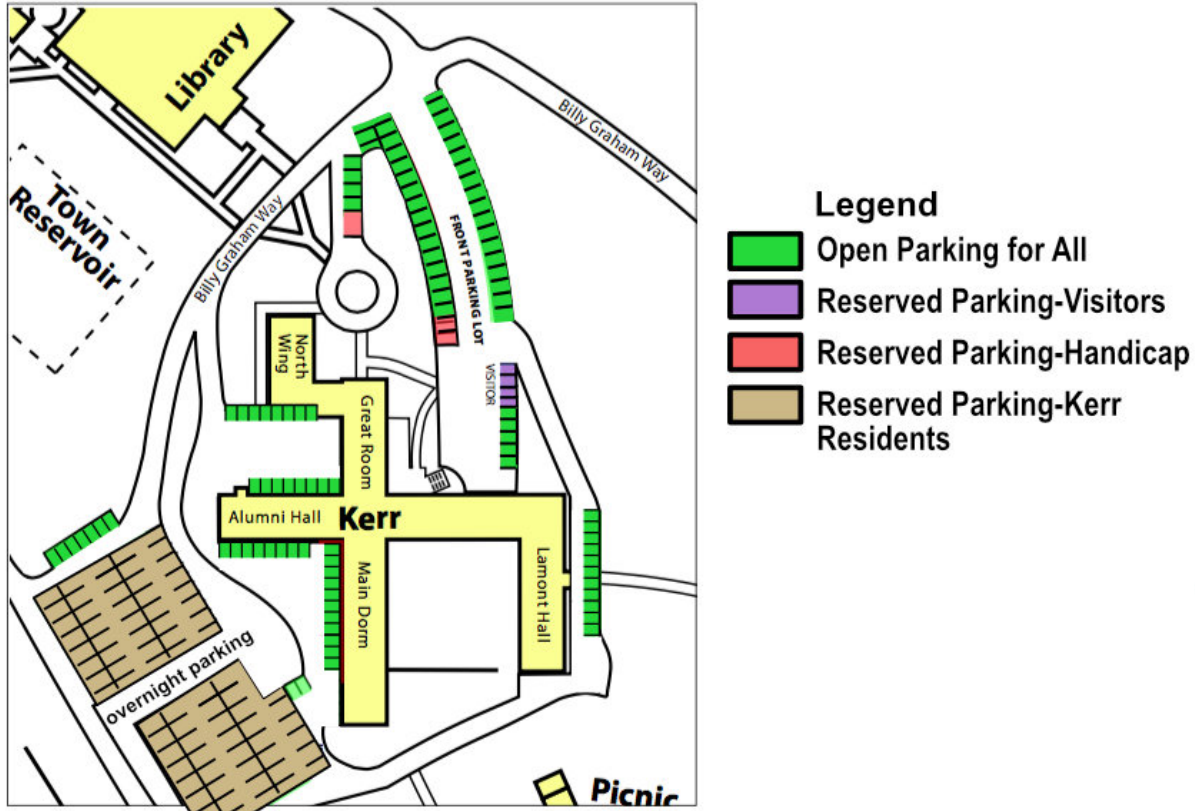 Library
Billy Graham Way
Town
Reservoir
Billy Graham Way
FRONT PARKING LOT
North
Wing
VISITOR
Great Room
Alumni Hall
Kerr
Main Dorm
Lamont Hall
overnight parking
Picnic
Legend
Open Parking for All
Reserved Parking-Visitors
Reserved Parking-Handicap
Reserved Parking-Kerr
Residents